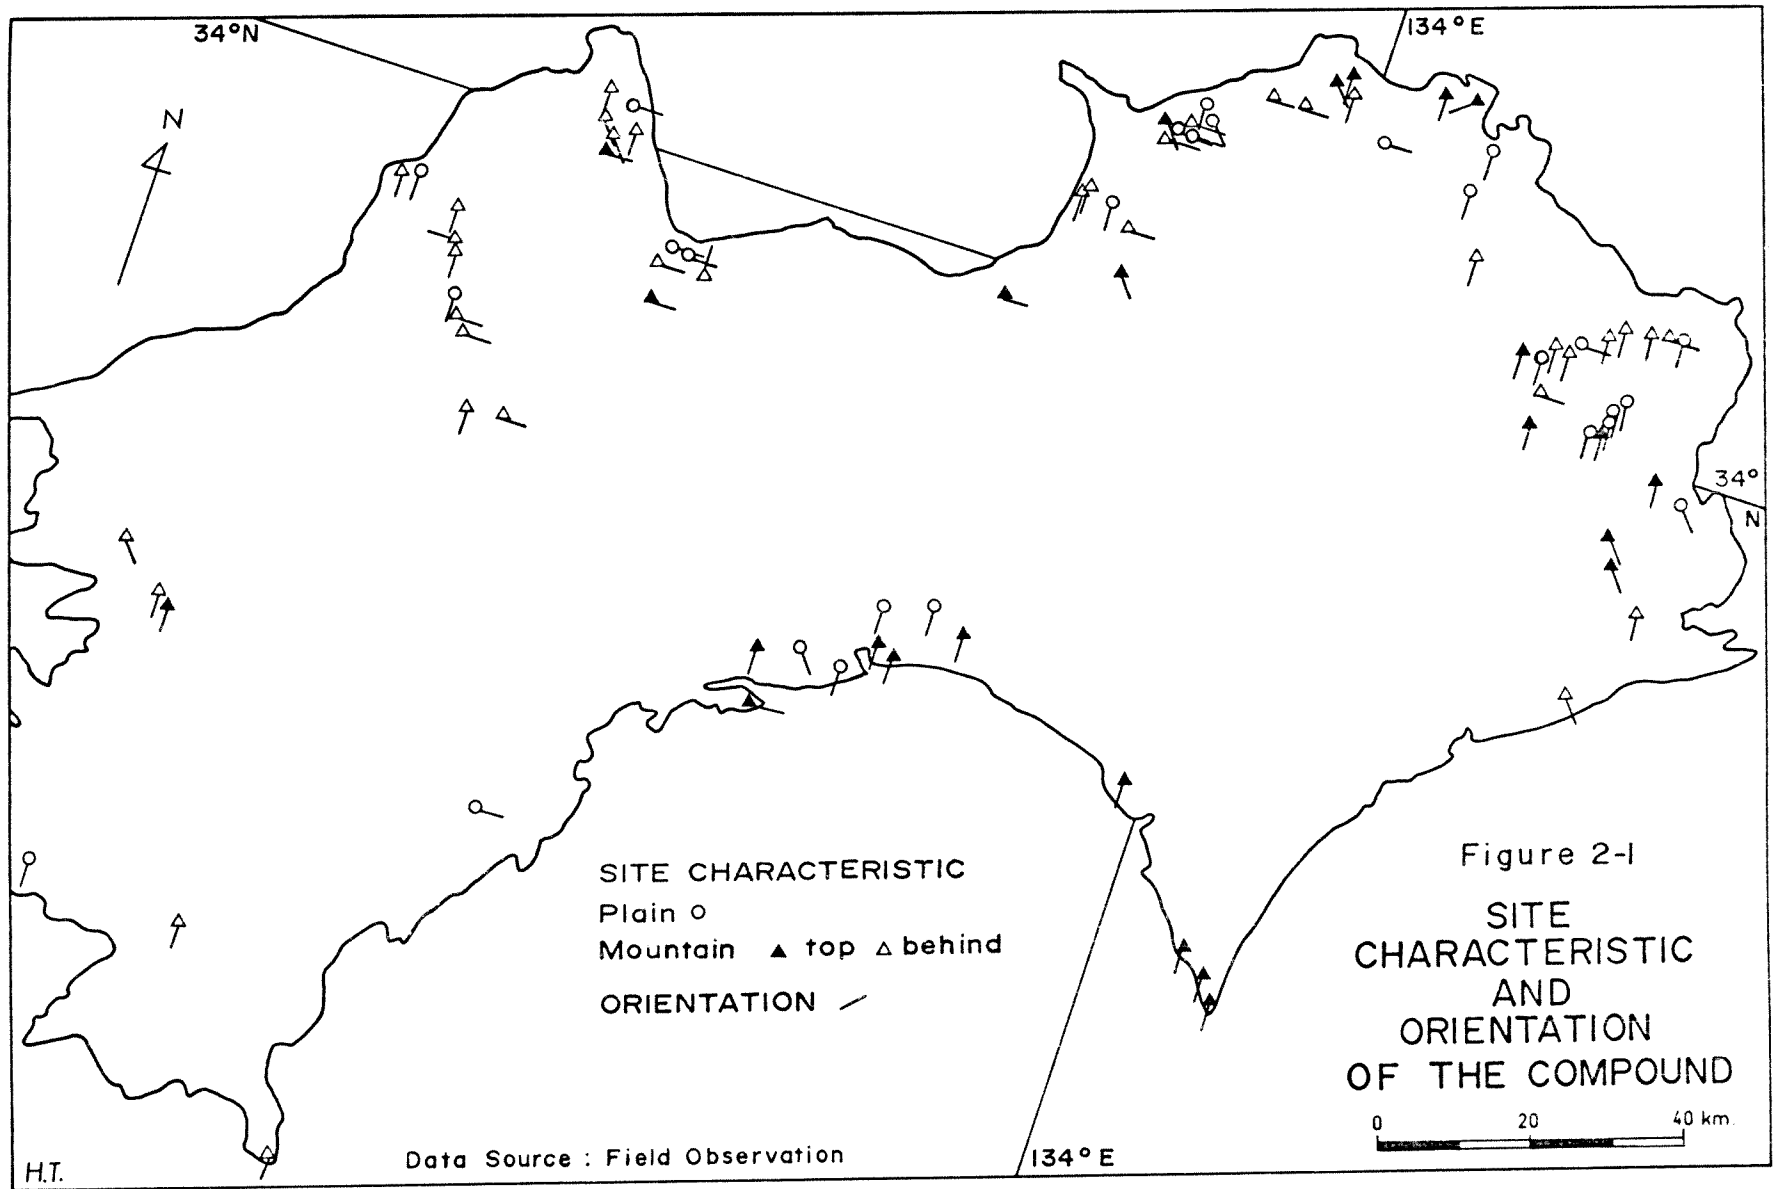 34°N
134°E
N
34°
N
SITE CHARACTERISTIC
Plain
Mountain top behind
ORIENTATION
Figure 2-1
SITE
CHARACTERISTIC
AND
ORIENTATION
OF THE COMPOUND
0 20 40 km.
Data Source : Field Observation
134°E
H.T.